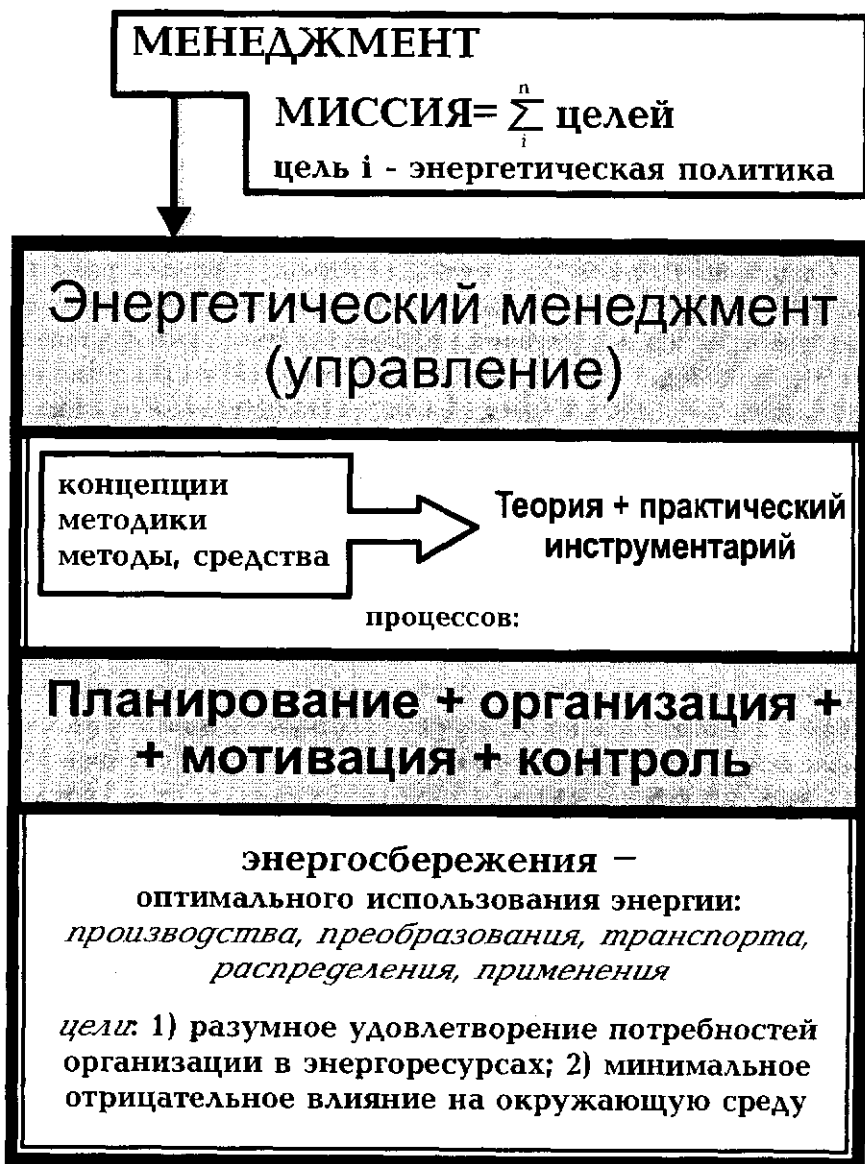 МЕНЕДЖМЕНТ
МИССИЯ= n ∑ i целей
цель i - энергетическая политика
Энергетический менеджмент
(управление)
концепции
методики
методы, средства
Теория + практический
инструментарий
процессов:
Планирование + организация +
+ мотивация + контроль
энергосбережения –
оптимального использования энергии:
производства, преобразования, транспорта,
распределения, применения
цели: 1) разумное удовлетворение потребностей
организации в энергоресурсах; 2) минимальное
отрицательное влияние на окружающую среду